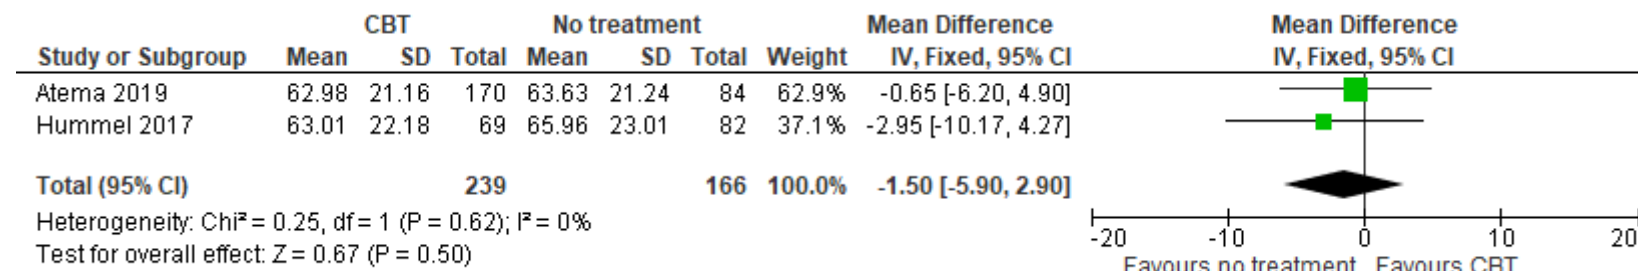 CBT No treatment Mean Difference Mean Difference
Study or Subgroup Mean SD Total Mean SD Total Weight IV, Fixed, 95% CI IV, Fixed, 95% CI
Atema 2019 62.98 21.16 170 63.63 21.24 84 62.9% -0.65 [-6.20, 4.90]
Hummel 2017 63.01 22.18 69 65.96 23.01 82 37.1% -2.95 [-10.17, 4.27]
Total (95% CI) 239 166 100.0% -1.50 [-5.90, 2.90]
Heterogeneity: Chi² = 0.25, df = 1 (P = 0.62); I² = 0%
Test for overall effect: Z = 0.67 (P = 0.50)
-20 -10 0 10 20
Favours no treatment Favours CBT